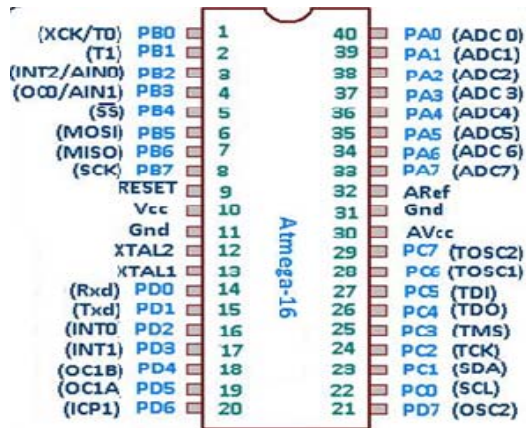 (XCK/T0) PB0 1 40 PA0 (ADC 0)
(T1) PB1 2 39 PA1 (ADC1)
(INT2/AIN0) PB2 3 38 PA2 (ADC2)
(OC0/AIN1) PB3 4 37 PA3 (ADC 3)
(SS) PB4 5 36 PA4 (ADC4)
(MOSI) PB5 6 35 PA5 (ADC5)
(MISO) PB6 7 34 PA6 (ADC 6)
(SCK) PB7 8 33 PA7 (ADC7)
RESET 9 32 ARef
Vcc 10 31 Gnd
Gnd 11 30 AVcc
XTAL2 12 29 PC7 (TOSC2)
XTAL1 13 28 PC6 (TOSC1)
(Rxd) PD0 14 27 PC5 (TDI)
(Txd) PD1 15 26 PC4 (TDO)
(INT0 PD2 16 25 PC3 (TMS)
(INT1) PD3 17 24 PC2 (TCK)
(OC1B) PD4 18 23 PC1 (SDA)
(OC1A PD5 19 22 PC0 (SCL)
(ICP1) PD6 20 21 PD7 (OSC2)
Atmega-16